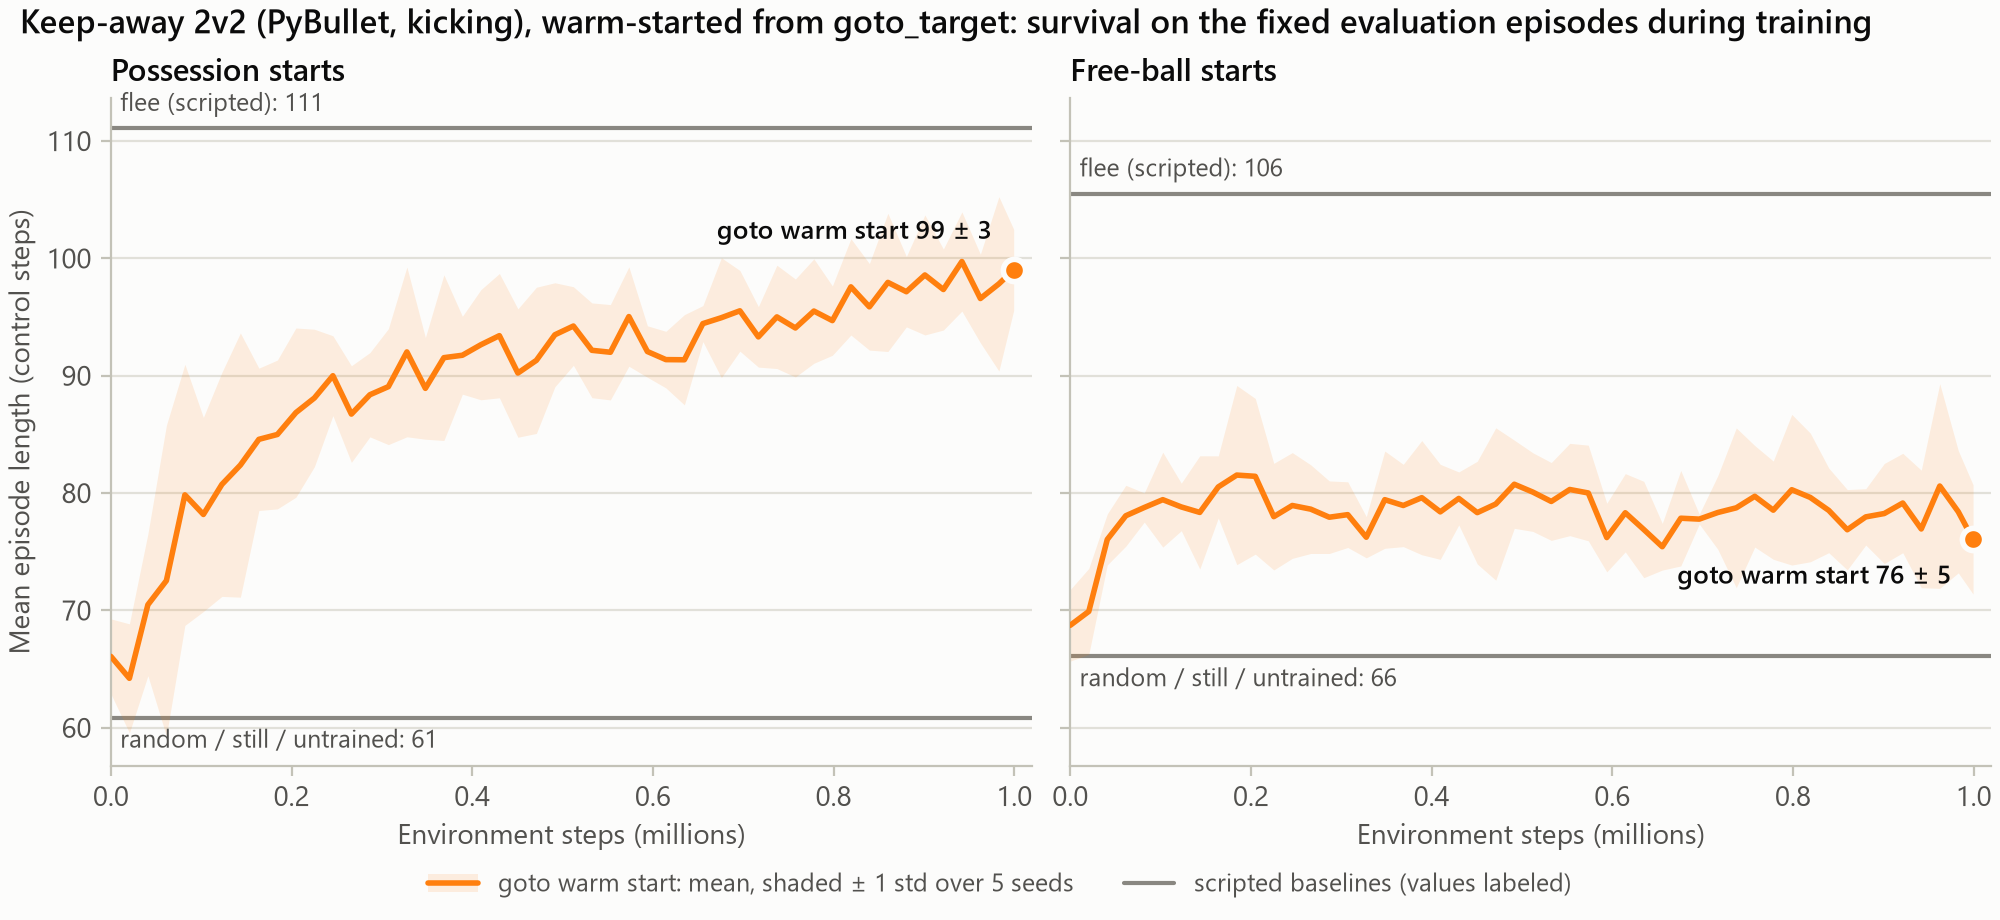 Keep-away 2v2 (PyBullet, kicking), warm-started from goto_target: survival on the fixed evaluation episodes during training
Possession starts
flee (scripted): 111
110
100
90
80
70
60
Mean episode length (control steps)
goto warm start 99 ± 3
random / still / untrained: 61
0.0 0.2 0.4 0.6 0.8 1.0
Environment steps (millions)
Free-ball starts
flee (scripted): 106
goto warm start 76 ± 5
random / still / untrained: 66
0.0 0.2 0.4 0.6 0.8 1.0
Environment steps (millions)
goto warm start: mean, shaded ± 1 std over 5 seeds
scripted baselines (values labeled)